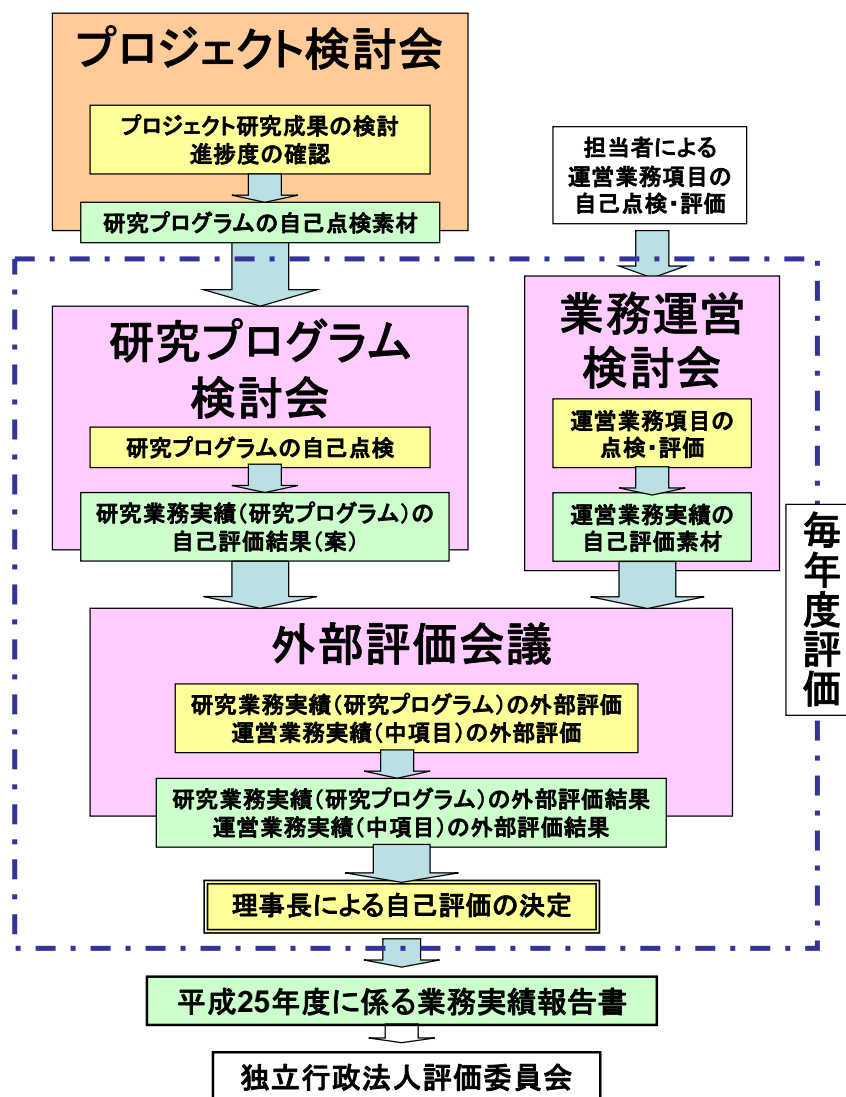 プロジェクト検討会
プロジェクト研究成果の検討
進捗度の確認
研究プログラムの自己点検素材
担当者による
運営業務項目の
自己点検・評価
研究プログラム
検討会
研究プログラムの自己点検
研究業務実績(研究プログラム)の
自己評価結果(案)
業務運営
検討会
運営業務項目の
点検・評価
運営業務実績の
自己評価素材
毎年度評価
外部評価会議
研究業務実績(研究プログラム)の外部評価
運営業務実績(中項目)の外部評価
研究業務実績(研究プログラム)の外部評価結果
運営業務実績(中項目)の外部評価結果
理事長による自己評価の決定
平成25年度に係る業務実績報告書
独立行政法人評価委員会